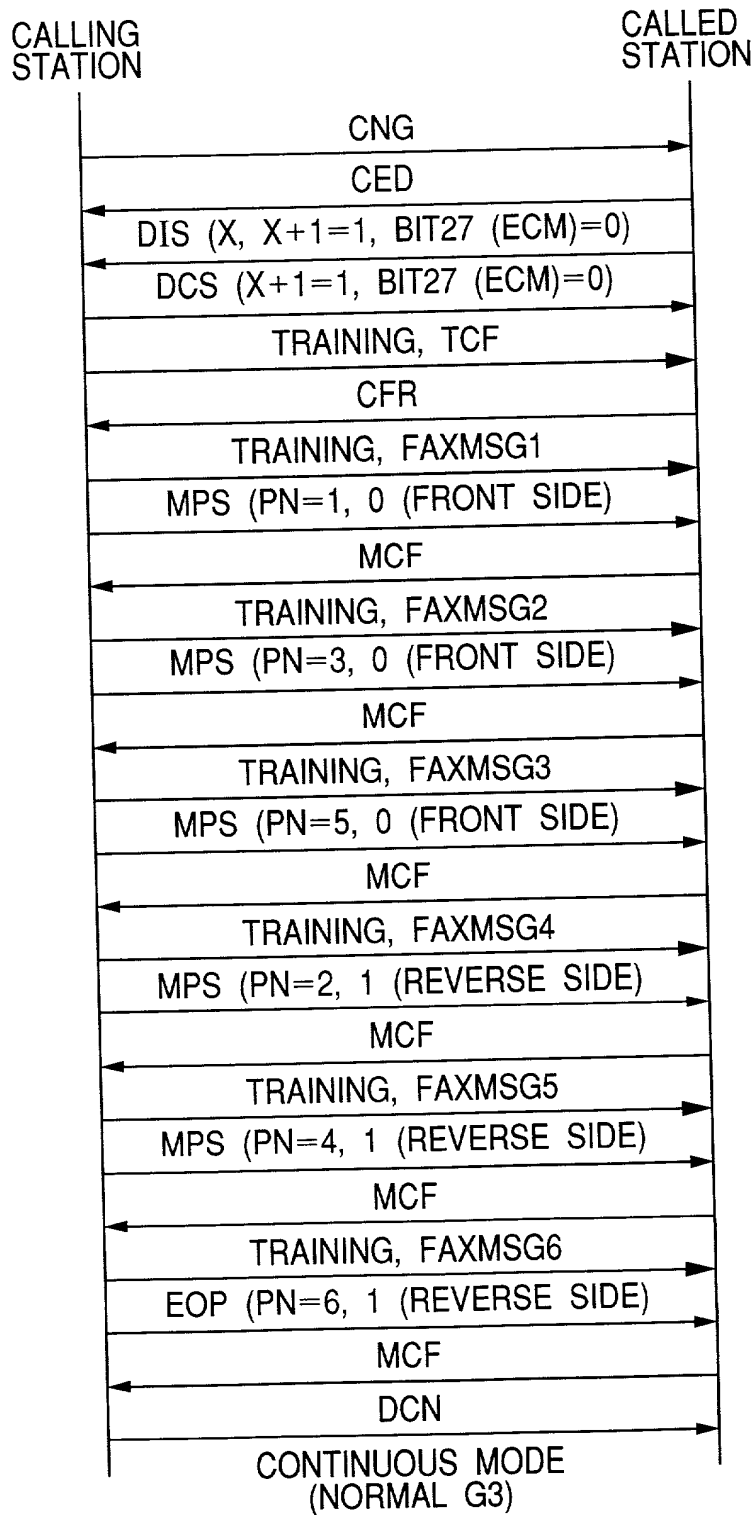 CALLING
STATION
CALLED
STATION
CNG
CED
DIS (X, X+1=1, BIT27 (ECM)=0)
DCS (X+1=1, BIT27 (ECM)=0)
TRAINING, TCF
CFR
TRAINING, FAXMSG1
MPS (PN=1, 0 (FRONT SIDE)
MCF
TRAINING, FAXMSG2
MPS (PN=3, 0 (FRONT SIDE)
MCF
TRAINING, FAXMSG3
MPS (PN=5, 0 (FRONT SIDE)
MCF
TRAINING, FAXMSG4
MPS (PN=2, 1 (REVERSE SIDE)
MCF
TRAINING, FAXMSG5
MPS (PN=4, 1 (REVERSE SIDE)
MCF
TRAINING, FAXMSG6
EOP (PN=6, 1 (REVERSE SIDE)
MCF
DCN
CONTINUOUS MODE
(NORMAL G3)